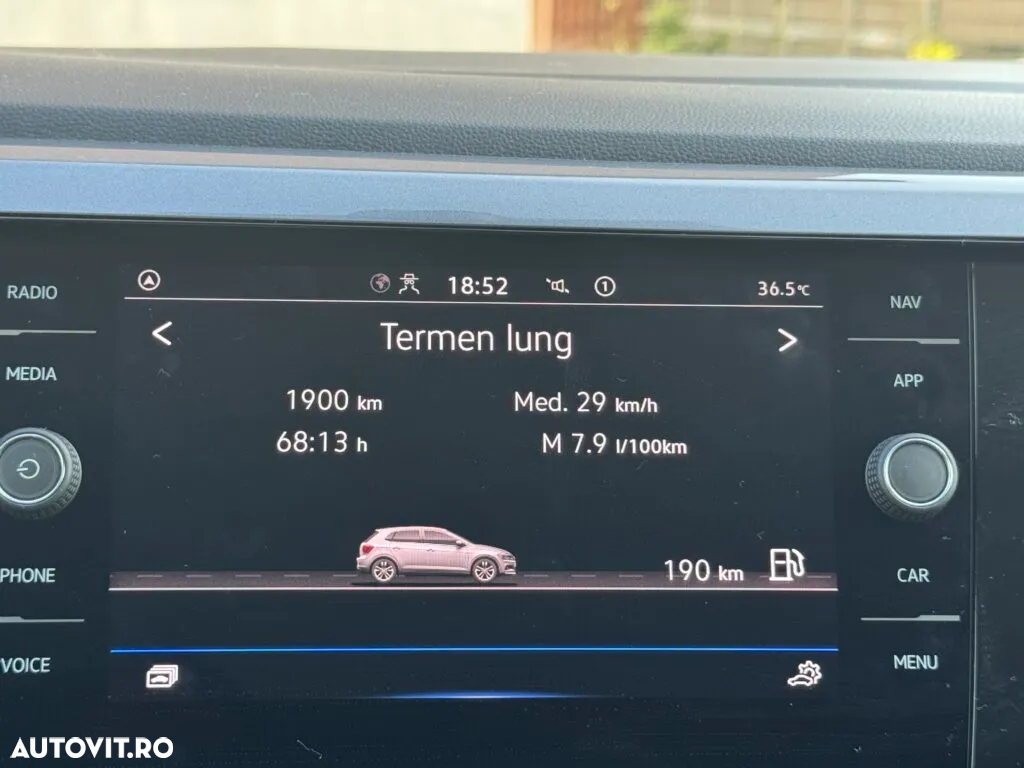 18:52
1
36.5°C
RADIO
NAV
<
Termen lung
>
MEDIA
APP
1900 km
Med. 29 km/h
68:13 h
M 7.9 l/100km
190 km
PHONE
CAR
VOICE
MENU
AUTOVIT.RO